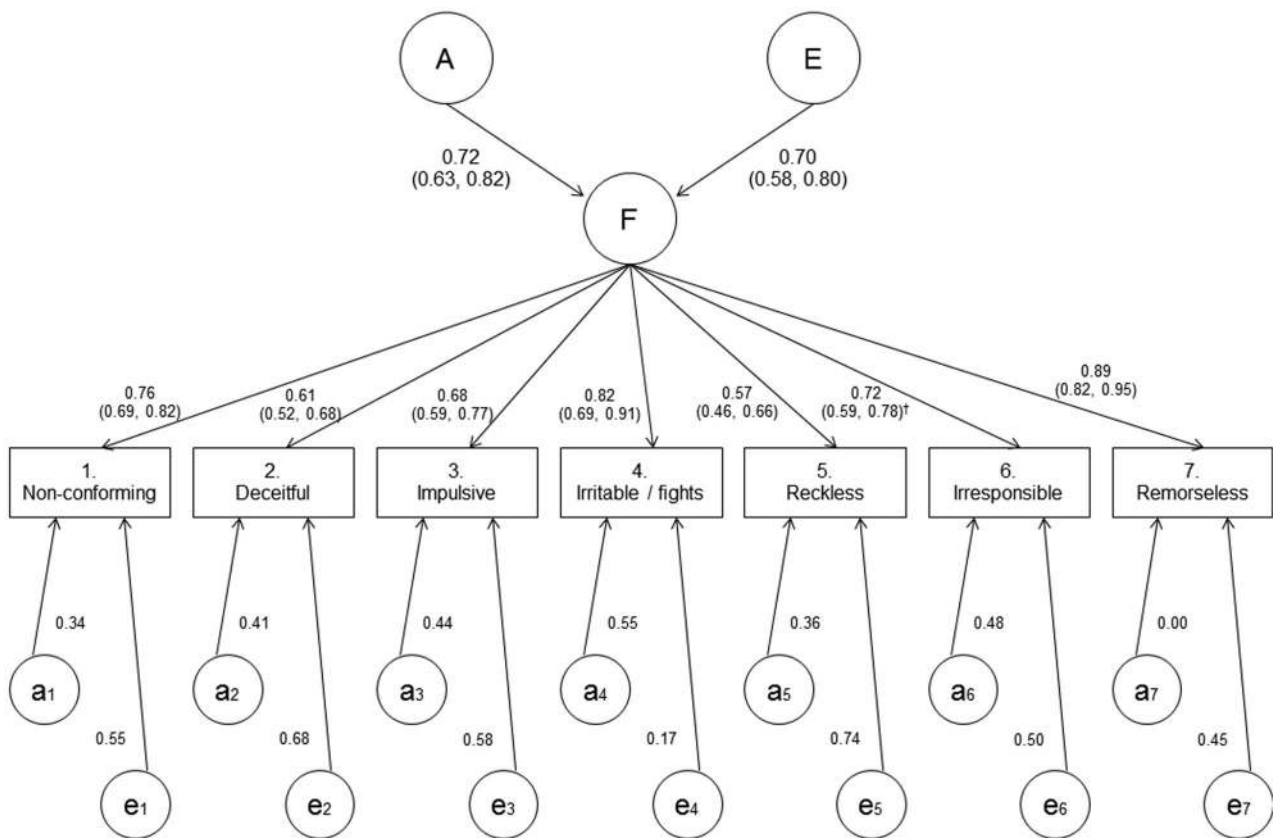 A
E
0.72
(0.63, 0.82)
0.70
(0.58, 0.80)
F
0.76
(0.69, 0.82)
0.61
(0.52, 0.68)
0.68
(0.59, 0.77)
0.82
(0.69, 0.91)
0.57
(0.46, 0.66)
0.72
(0.59, 0.78)†
0.89
(0.82, 0.95)
1.
Non-conforming
2.
Deceitful
3.
Impulsive
4.
Irritable / fights
5.
Reckless
6.
Irresponsible
7.
Remorseless
0.34
0.41
0.44
0.55
0.36
0.48
0.00
a1
a2
a3
a4
a5
a6
a7
0.55
0.68
0.58
0.17
0.74
0.50
0.45
e1
e2
e3
e4
e5
e6
e7